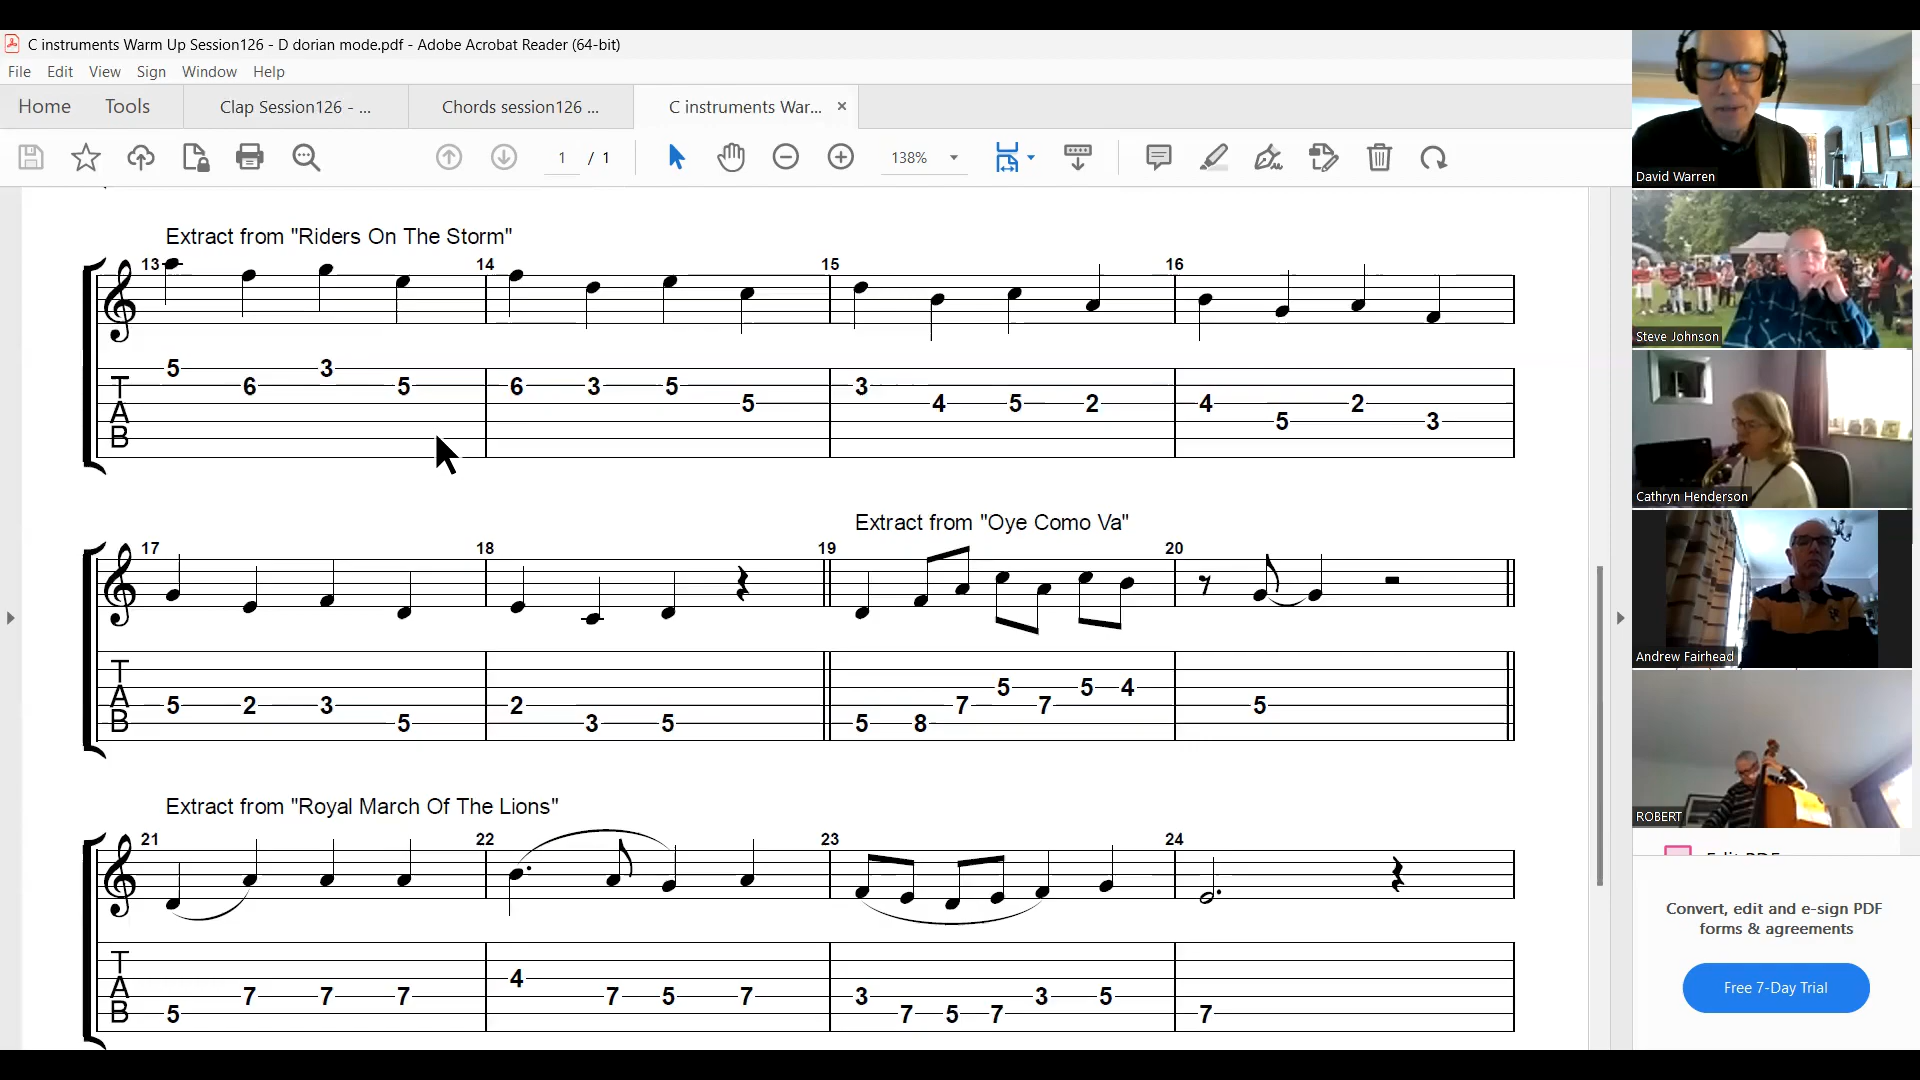 C instruments Warm Up Session126 - D dorian mode.pdf - Adobe Acrobat Reader (64-bit)
File Edit View Sign Window Help
Home Tools Clap Session126 - ... Chords session126 ... C instruments War... ×
1 / 1 138%
David Warren
Steve Johnson
Cathryn Henderson
Andrew Fairhead
ROBERT
Extract from "Riders On The Storm"
13 14 15 16
5 6 3 5 6 3 5 5 3 4 5 2 4 5 2 3
TAB
Extract from "Oye Como Va"
17 18 19 20
5 2 3 5 2 3 5 5 8 7 5 7 5 4 5
TAB
Extract from "Royal March Of The Lions"
21 22 23 24
5 7 7 7 4 7 5 7 3 7 5 7 3 5 7
TAB
Convert, edit and e-sign PDF
forms & agreements
Free 7-Day Trial